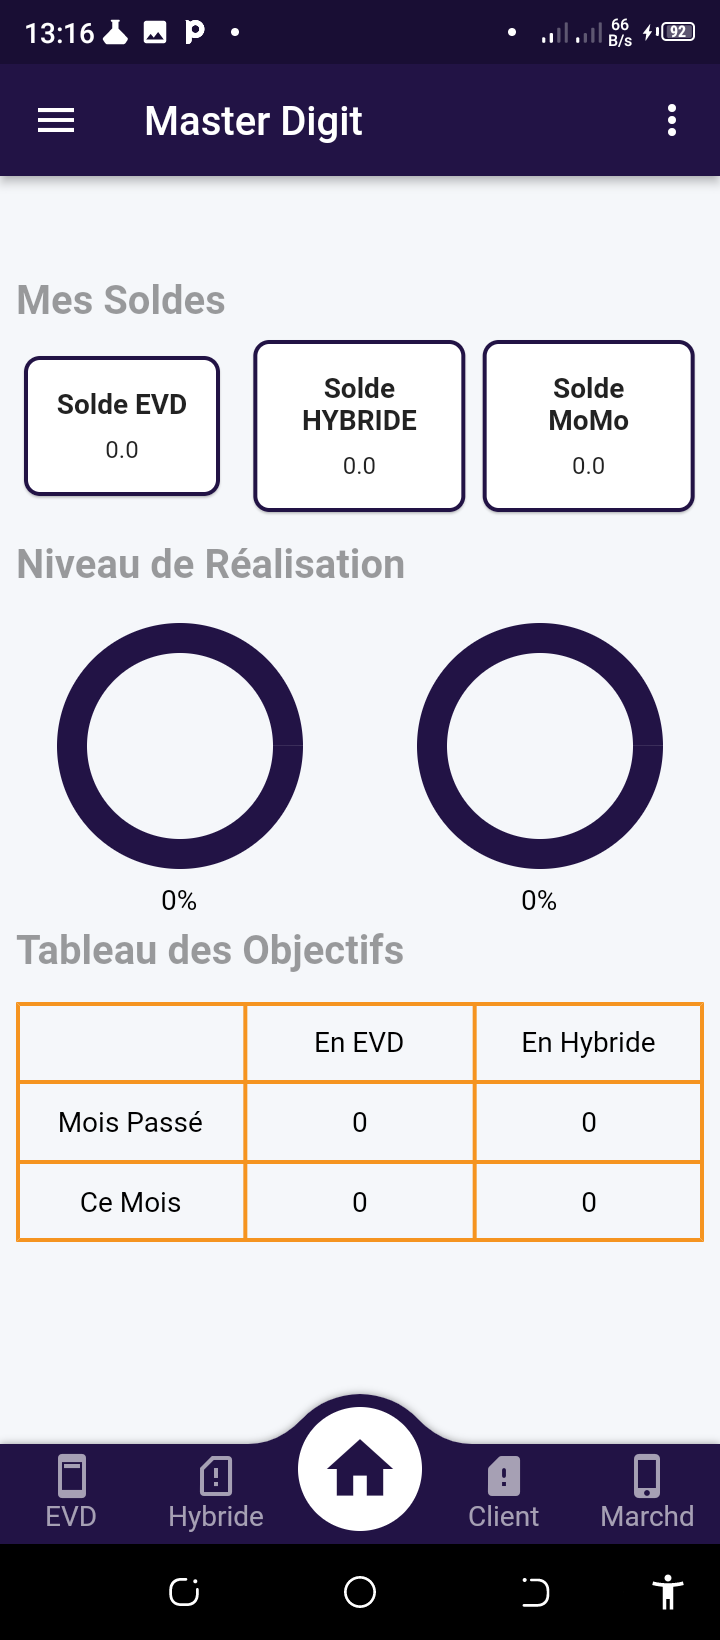 13:16
66
B/s
92
Master Digit
Mes Soldes
Solde EVD
0.0
Solde
HYBRIDE
0.0
Solde
MoMo
0.0
Niveau de Réalisation
0%
0%
Tableau des Objectifs
En EVD
En Hybride
Mois Passé
0
0
Ce Mois
0
0
EVD
Hybride
Client
Marchd